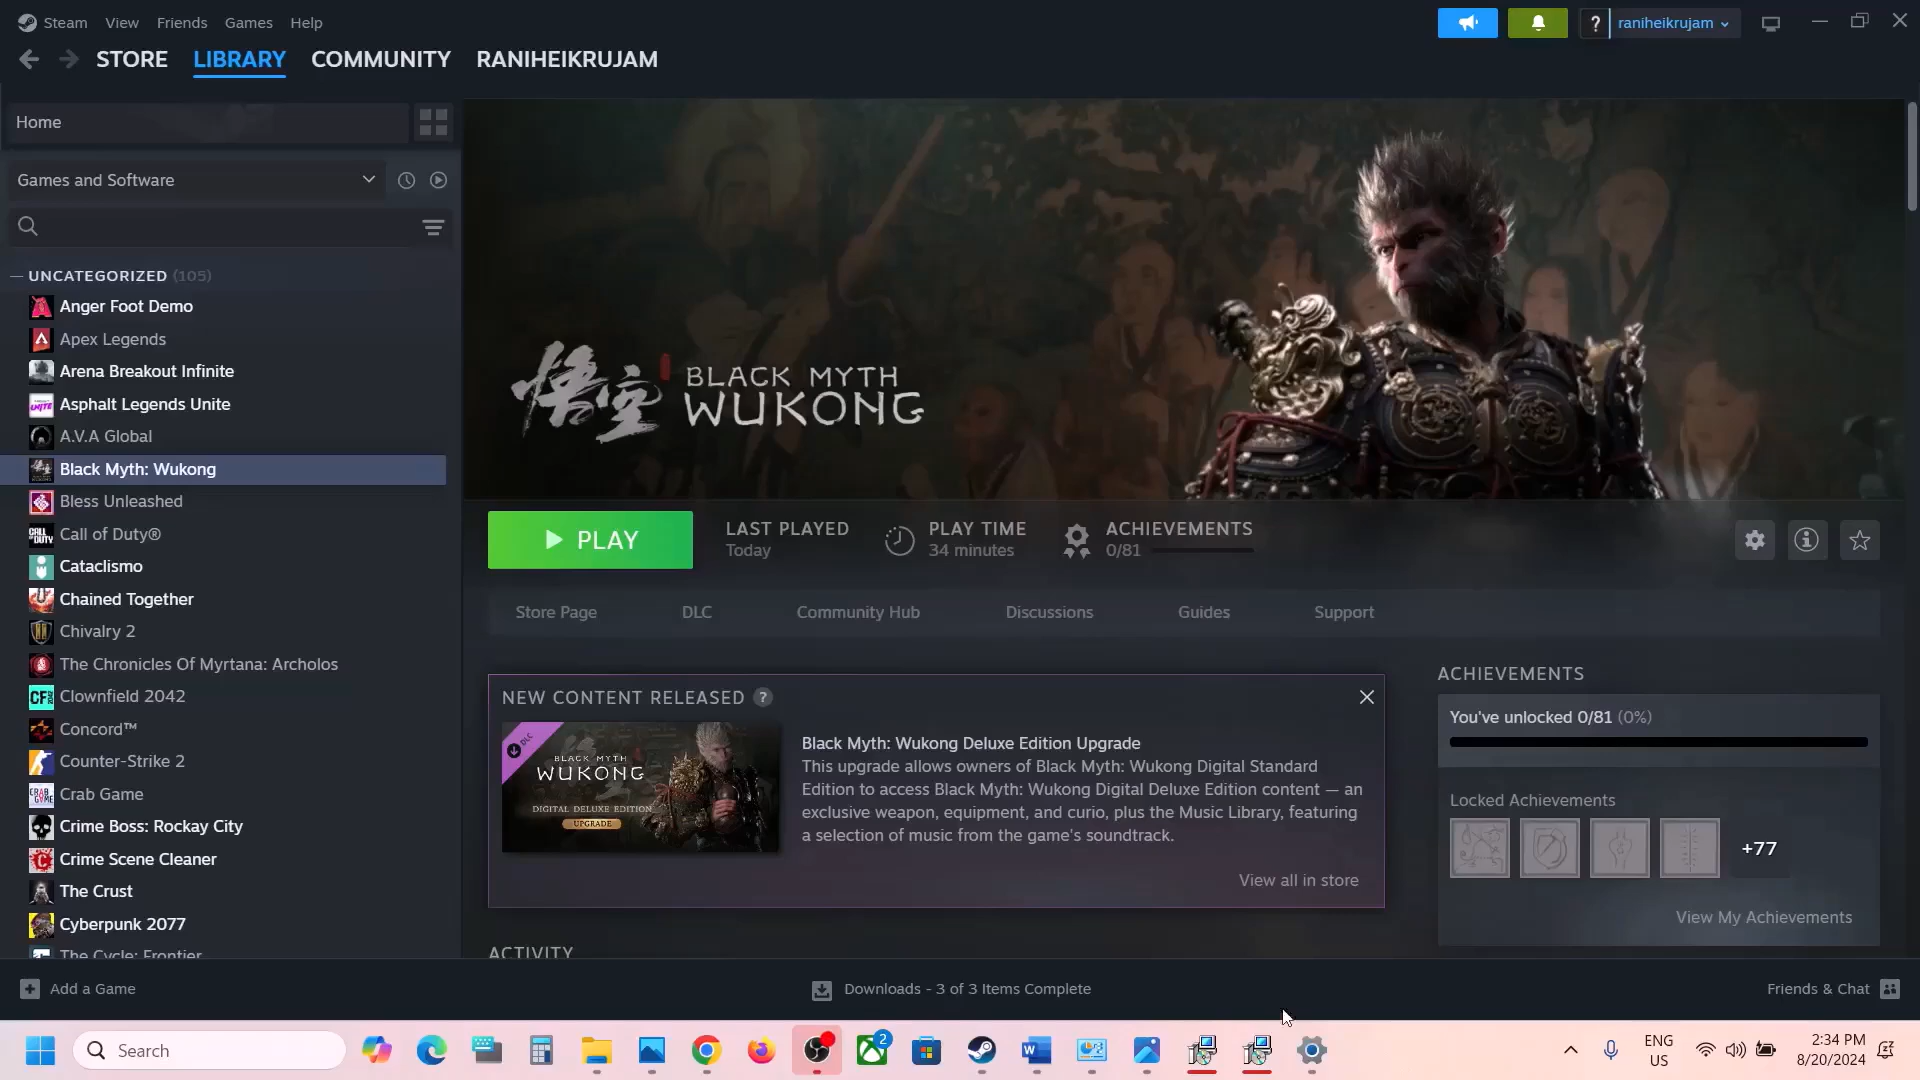 Steam View Friends Games Help
? raniheikrujam
STORE LIBRARY COMMUNITY RANIHEIKRUJAM
Home
Games and Software
— UNCATEGORIZED (105)
Anger Foot Demo
Apex Legends
Arena Breakout Infinite
Asphalt Legends Unite
A.V.A Global
Black Myth: Wukong
Bless Unleashed
Call of Duty®
Cataclismo
Chained Together
Chivalry 2
The Chronicles Of Myrtana: Archolos
Clownfield 2042
Concord™
Counter-Strike 2
Crab Game
Crime Boss: Rockay City
Crime Scene Cleaner
The Crust
Cyberpunk 2077
The Cycle: Frontier
悟空 BLACK MYTH
WUKONG
PLAY
LAST PLAYED
Today
PLAY TIME
34 minutes
ACHIEVEMENTS
0/81
Store Page DLC Community Hub Discussions Guides Support
NEW CONTENT RELEASED ?
DLC
BLACK MYTH
WUKONG
DIGITAL DELUXE EDITION
UPGRADE
Black Myth: Wukong Deluxe Edition Upgrade
This upgrade allows owners of Black Myth: Wukong Digital Standard
Edition to access Black Myth: Wukong Digital Deluxe Edition content — an
exclusive weapon, equipment, and curio, plus the Music Library, featuring
a selection of music from the game's soundtrack.
View all in store
ACTIVITY
ACHIEVEMENTS
You've unlocked 0/81 (0%)
Locked Achievements
+77
View My Achievements
Add a Game
Downloads - 3 of 3 Items Complete
Friends & Chat
Search
2
ENG
US
2:34 PM
8/20/2024